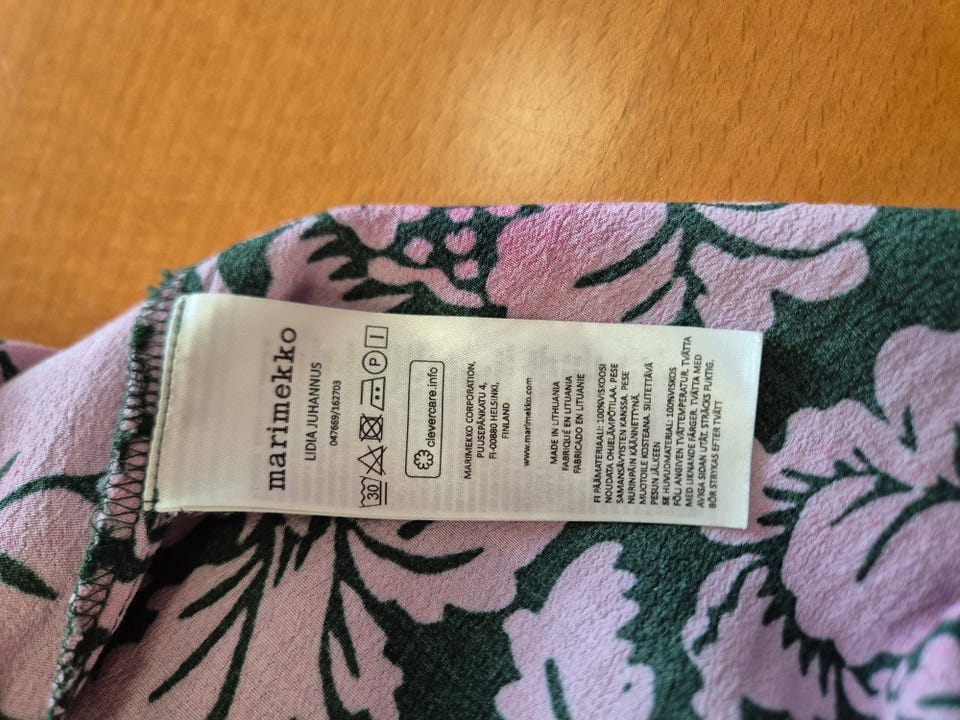 marimekko
LIDIA JUHANNUS
047669/162703
30 P I
clevercare.info
MARIMEKKO CORPORATION,
PUUSEPÄNKATU 4,
FI-00880 HELSINKI,
FINLAND
www.marimekko.com
MADE IN LITHUANIA
FABRIQUÉ EN LITUANIA
FABRICADO EN LITUANIE
FI PÄÄMATERIAALI: 100%VISKOOSI
NOUDATA OHJELÄMPÖTILAA. PESE
SAMANSÄVYISTEN KANSSA. PESE
NURINPÄIN KÄÄNNETTYNÄ.
MUOTOILE KOSTEANA. SILITETTÄVÄ
PESUN JÄLKEEN
SE HUVUDMATERIAL: 100%VISKOS
FÖLJ ANGIVEN TVÄTTEMPERATUR. TVÄTTA
MED LIKNANDE FÄRGER. TVÄTTA MED
AVIGA SIDAN UTÅT. STRÄCKS FUKTIG.
BÖR STRYKAS EFTER TVÄTT